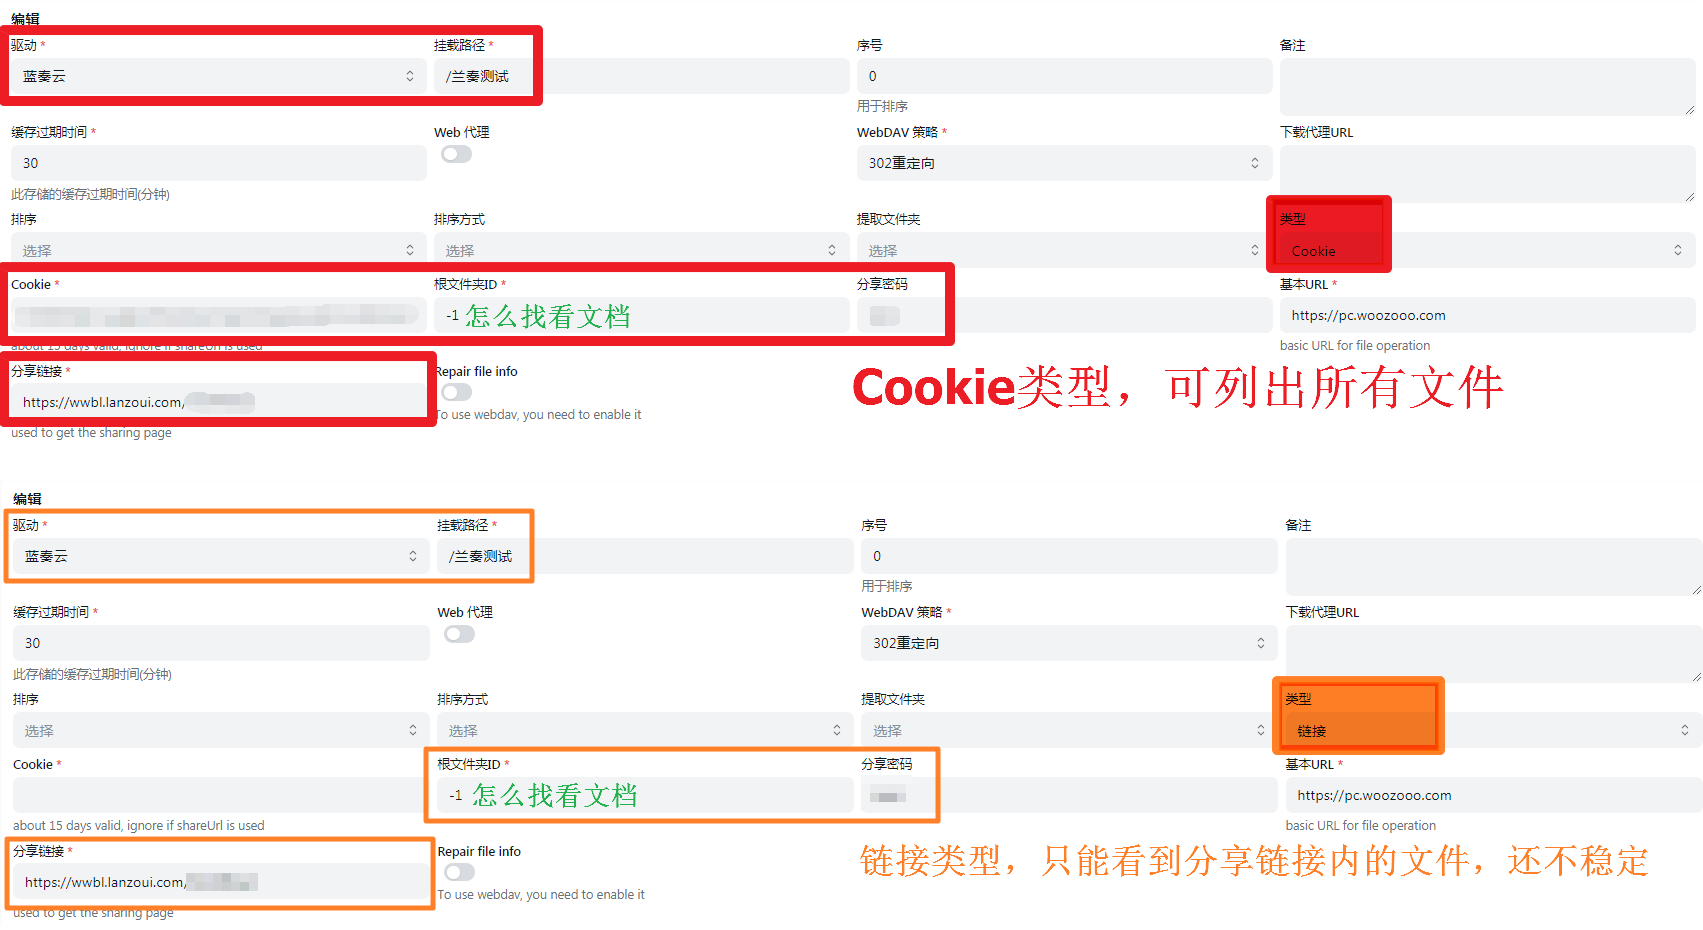 编辑
驱动 * 挂载路径 * 序号 备注
蓝奏云 /兰奏测试 0
用于排序
缓存过期时间 * Web 代理 WebDAV 策略 * 下载代理URL
30 302重定向
此存储的缓存过期时间(分钟)
排序 排序方式 提取文件夹 类型
选择 选择 选择 Cookie
Cookie * 根文件夹ID * 分享密码 基本URL *
-1 怎么找看文档 https://pc.woozooo.com
about 15 days valid, ignore if shareUrl is used basic URL for file operation
分享链接 * Repair file info
Cookie类型，可列出所有文件
https://wwbl.lanzoui.com/
To use webdav, you need to enable it
used to get the sharing page
编辑
驱动 * 挂载路径 * 序号 备注
蓝奏云 /兰奏测试 0
用于排序
缓存过期时间 * Web 代理 WebDAV 策略 * 下载代理URL
30 302重定向
此存储的缓存过期时间(分钟)
排序 排序方式 提取文件夹 类型
选择 选择 选择 链接
Cookie * 根文件夹ID * 分享密码 基本URL *
-1 怎么找看文档 https://pc.woozooo.com
about 15 days valid, ignore if shareUrl is used basic URL for file operation
分享链接 * Repair file info
链接类型，只能看到分享链接内的文件，还不稳定
https://wwbl.lanzoui.com/
To use webdav, you need to enable it
used to get the sharing page